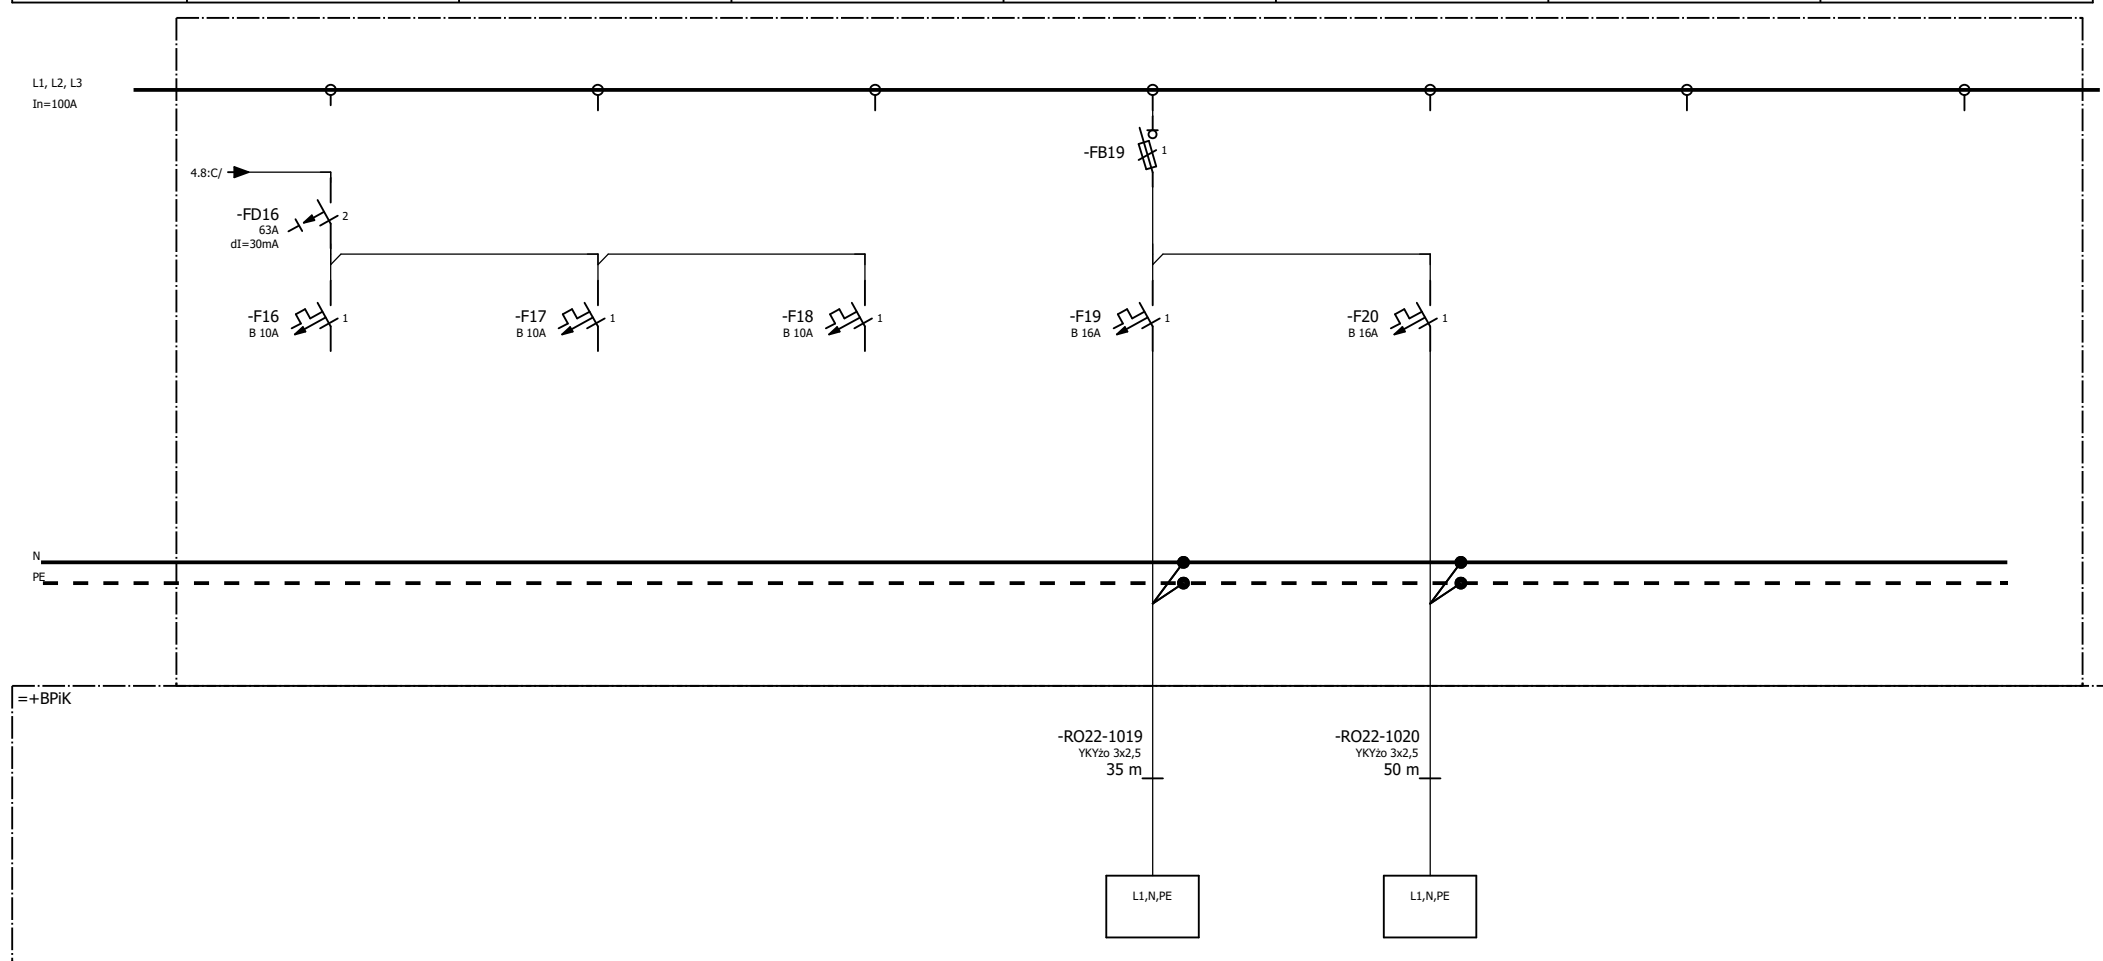 L1, L2, L3
In=100A
-FB19
1
4.8:C/
-FD16
2
63A
dI=30mA
-F16
1
B 10A
-F17
1
B 10A
-F18
1
B 10A
-F19
1
B 16A
-F20
1
B 16A
N
PE
=+BPiK
-RO22-1019
YKYżo 3x2,5
35 m
-RO22-1020
YKYżo 3x2,5
50 m
L1,N,PE
L1,N,PE